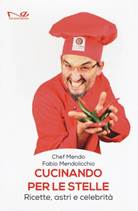 Chef Mendo
Fabio Mendolicchio
CUCINANDO
PER LE STELLE
Ricette, astri e celebrità